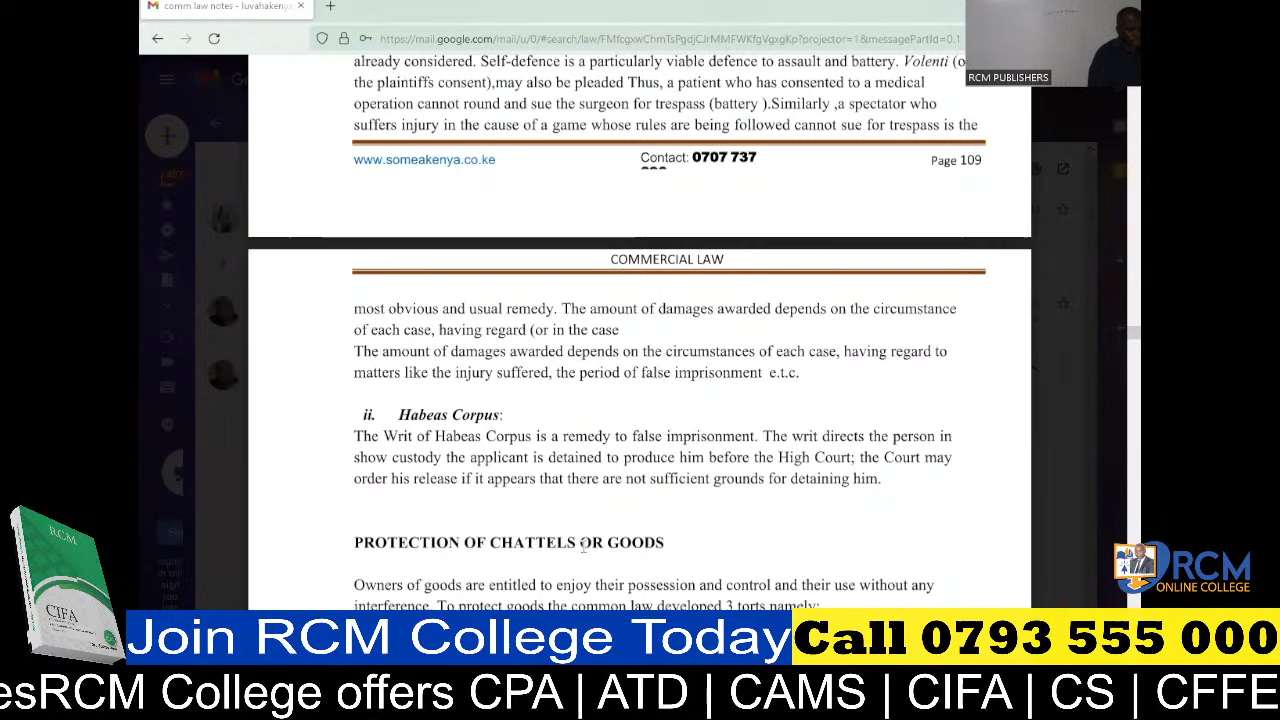 comm law notes - luvahakenya
https://mail.google.com/mail/u/0/#search/law/FMfcgxwChmTsPgdjCJrMMFWKfgVgxgKp?projector=1&messagePartId=0.1
RCM PUBLISHERS
already considered. Self-defence is a particularly viable defence to assault and battery. Volenti (o
the plaintiffs consent),may also be pleaded Thus, a patient who has consented to a medical
operation cannot round and sue the surgeon for trespass (battery ).Similarly ,a spectator who
suffers injury in the cause of a game whose rules are being followed cannot sue for trespass is the
www.someakenya.co.ke Contact: 0707 737 Page 109
COMMERCIAL LAW
most obvious and usual remedy. The amount of damages awarded depends on the circumstance
of each case, having regard (or in the case
The amount of damages awarded depends on the circumstances of each case, having regard to
matters like the injury suffered, the period of false imprisonment e.t.c.
ii. Habeas Corpus:
The Writ of Habeas Corpus is a remedy to false imprisonment. The writ directs the person in
show custody the applicant is detained to produce him before the High Court; the Court may
order his release if it appears that there are not sufficient grounds for detaining him.
PROTECTION OF CHATTELS OR GOODS
Owners of goods are entitled to enjoy their possession and control and their use without any
interference. To protect goods the common law developed 3 torts namely:
RCM
CIFA
RCM
ONLINE COLLEGE
Join RCM College Today Call 0793 555 000
esRCM College offers CPA | ATD | CAMS | CIFA | CS | CFFE